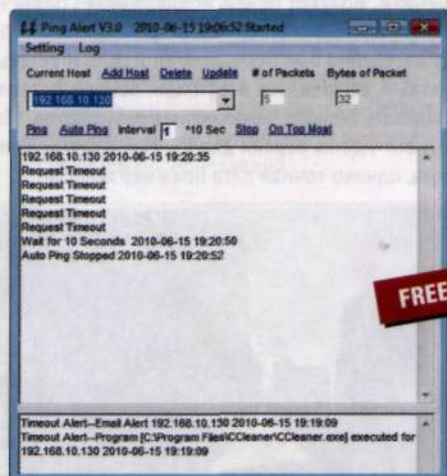 Ping Alert V3.0 2010-06-15 19:06:52 Started
Setting Log
Current Host Add Host Delete Update # of Packets Bytes of Packet
192.168.10.130 5 32
Ping Auto Ping Interval 1 *10 Sec Stop On Top Most
192.168.10.130 2010-06-15 19:20:35
Request Timeout
Request Timeout
Request Timeout
Request Timeout
Request Timeout
Wait for 10 Seconds 2010-06-15 19:20:50
Auto Ping Stopped 2010-06-15 19:20:52
FREE
Timeout Alert--Email Alert 192.168.10.130 2010-06-15 19:19:09
Timeout Alert--Program [C:\Program Files\CCleaner\CCleaner.exe] executed for
192.168.10.130 2010-06-15 19:19:09